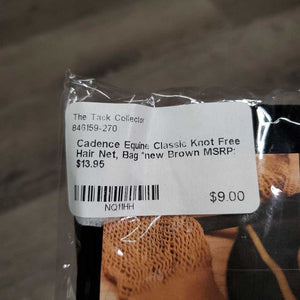 The Tack Collector
846159-270
Cadence Equine Classic Knot Free
Hair Net, Bag *new Brown MSRP:
$13.95
NQ11HH
$9.00